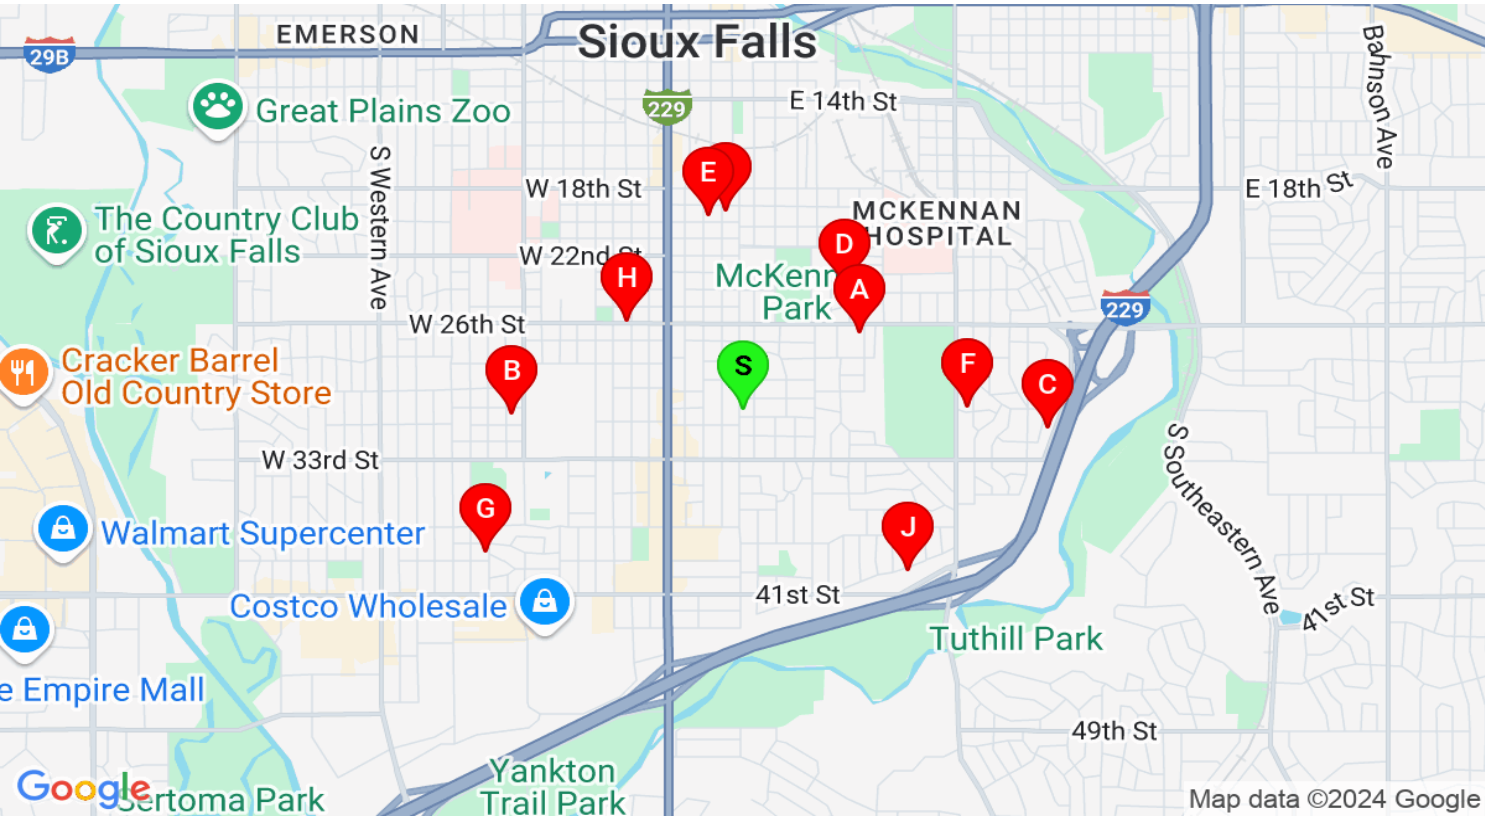 EMERSON
Sioux Falls
29B
Bahnson Ave
Great Plains Zoo
229
E 14th St
S Western Ave
E
W 18th St
E 18th St
The Country Club
of Sioux Falls
MCKENNAN
HOSPITAL
D
W 22nd St
H
McKenn
Park
A
229
W 26th St
Cracker Barrel
Old Country Store
B
S
F
C
W 33rd St
S Southeastern Ave
G
J
Walmart Supercenter
41st St
41st St
Costco Wholesale
Tuthill Park
e Empire Mall
49th St
Yankton
Trail Park
Google
Sertoma Park
Map data ©2024 Google